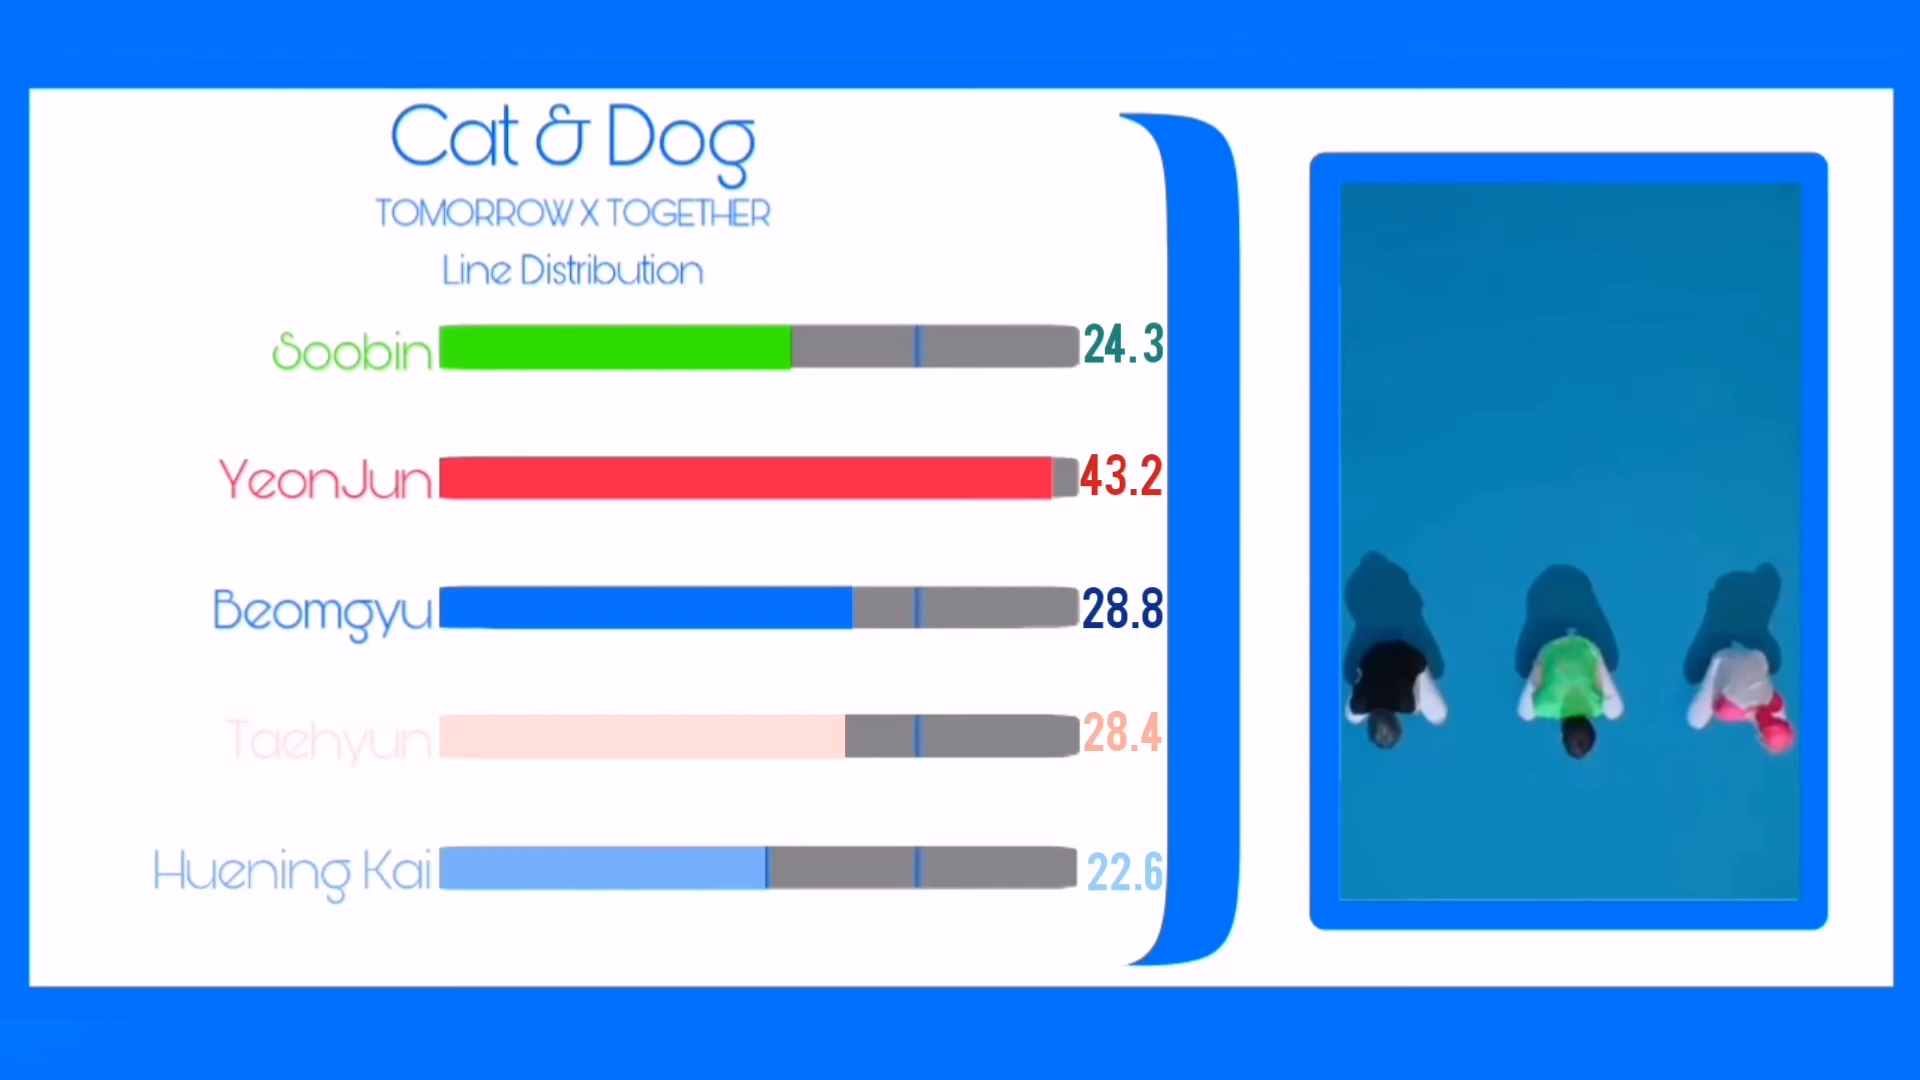 Cat & Dog
TOMORROW X TOGETHER
Line Distribution
Soobin 24.3
YeonJun 43.2
Beomgyu 28.8
Taehyun 28.4
Huening Kai 22.6